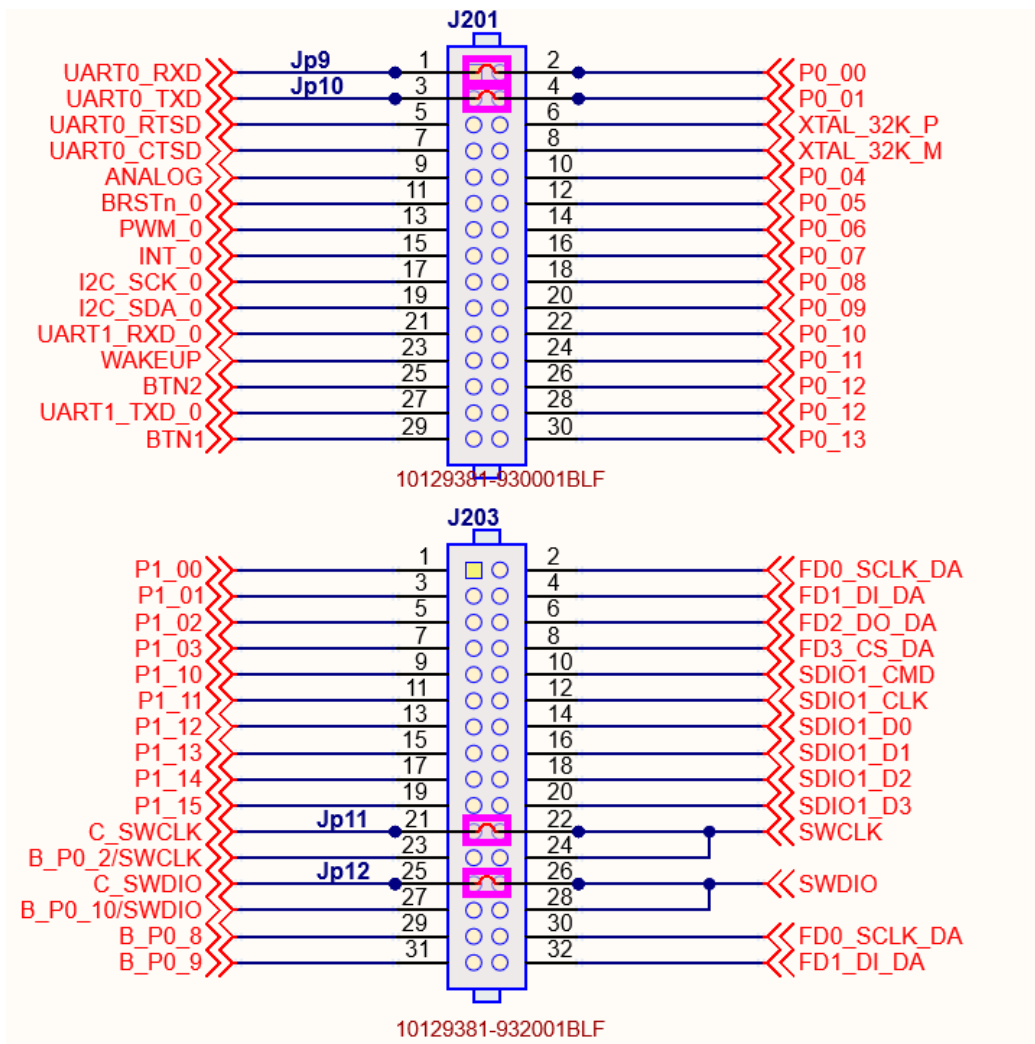 J201
UART0_RXD Jp9 1 2 P0_00
UART0_TXD Jp10 3 4 P0_01
UART0_RTSD 5 6 XTAL_32K_P
UART0_CTSD 7 8 XTAL_32K_M
ANALOG 9 10 P0_04
BRSTn_0 11 12 P0_05
PWM_0 13 14 P0_06
INT_0 15 16 P0_07
I2C_SCK_0 17 18 P0_08
I2C_SDA_0 19 20 P0_09
UART1_RXD_0 21 22 P0_10
WAKEUP 23 24 P0_11
BTN2 25 26 P0_12
UART1_TXD_0 27 28 P0_12
BTN1 29 30 P0_13
10129381-930001BLF
J203
P1_00 1 2 FD0_SCLK_DA
P1_01 3 4 FD1_DI_DA
P1_02 5 6 FD2_DO_DA
P1_03 7 8 FD3_CS_DA
P1_10 9 10 SDIO1_CMD
P1_11 11 12 SDIO1_CLK
P1_12 13 14 SDIO1_D0
P1_13 15 16 SDIO1_D1
P1_14 17 18 SDIO1_D2
P1_15 19 20 SDIO1_D3
C_SWCLK Jp11 21 22 SWCLK
B_P0_2/SWCLK 23 24
C_SWDIO Jp12 25 26 SWDIO
B_P0_10/SWDIO 27 28
B_P0_8 29 30 FD0_SCLK_DA
B_P0_9 31 32 FD1_DI_DA
10129381-932001BLF